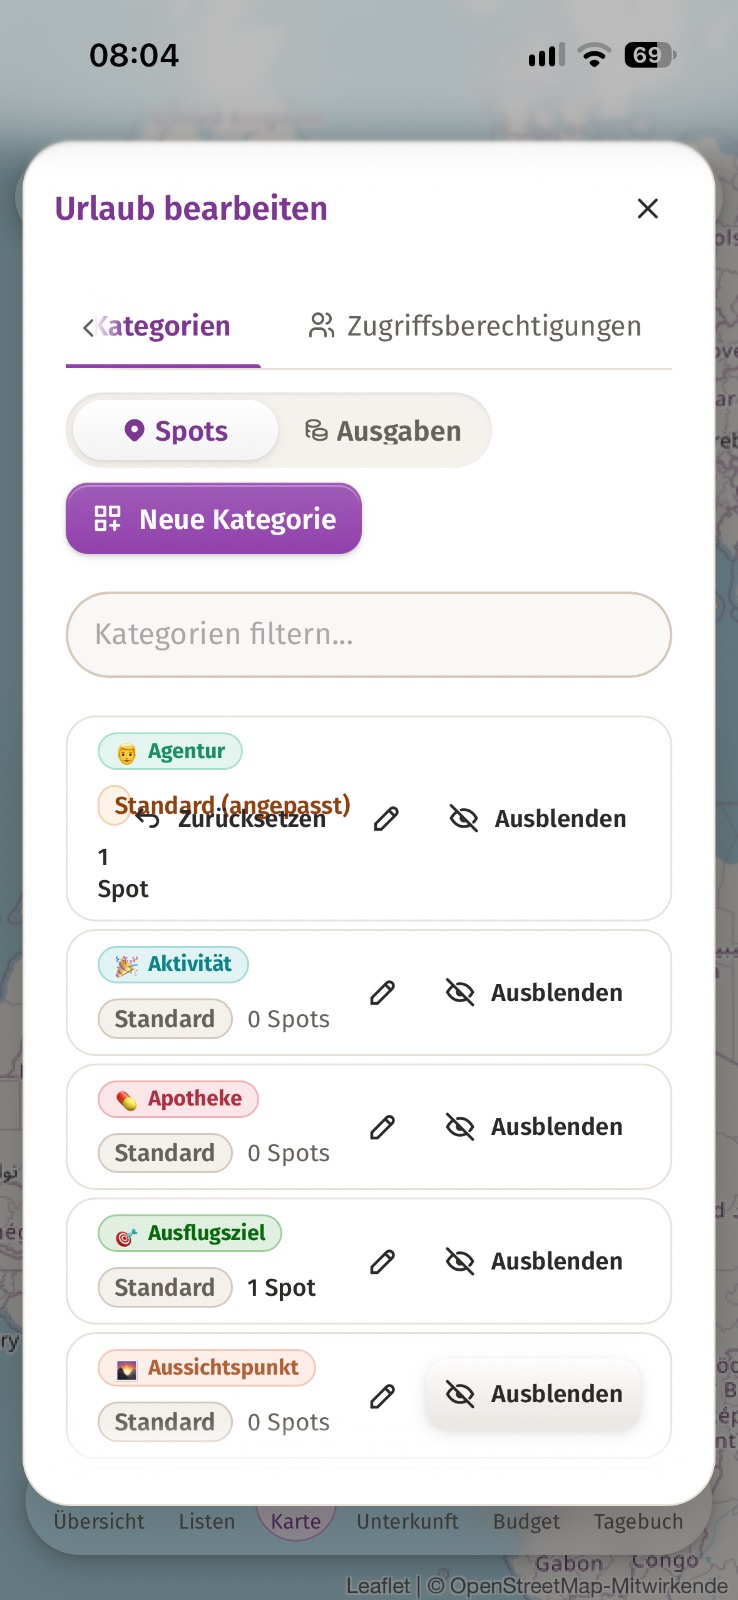 08:04
69
Urlaub bearbeiten
Kategorien
Zugriffsberechtigungen
Spots
Ausgaben
Neue Kategorie
Kategorien filtern...
Agentur
Standard (angepasst)
Zurücksetzen
Ausblenden
1
Spot
Aktivität
Standard
0 Spots
Ausblenden
Apotheke
Standard
0 Spots
Ausblenden
Ausflugsziel
Standard
1 Spot
Ausblenden
Aussichtspunkt
Standard
0 Spots
Ausblenden
Übersicht
Listen
Karte
Unterkunft
Budget
Tagebuch
Gabon
Congo
Leaflet | © OpenStreetMap-Mitwirkende